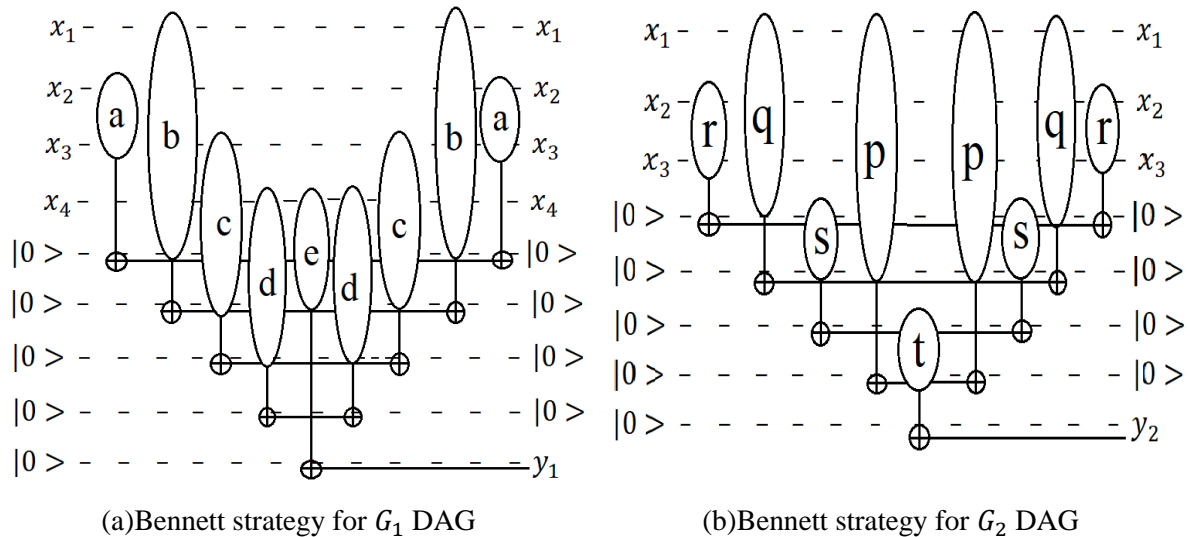 x₁ b b x₁ x₁ q p p q x₁
x₂ a a x₂ x₂ r r x₂
x₃ c c x₃ x₃ x₃
x₄ d e d x₄ |0 > s s |0 >
|0 > |0 > |0 > |0 >
|0 > |0 > |0 > t |0 >
|0 > |0 > |0 > |0 >
|0 > |0 > |0 > y₂
|0 > y₁
(a)Bennett strategy for G₁ DAG
(b)Bennett strategy for G₂ DAG